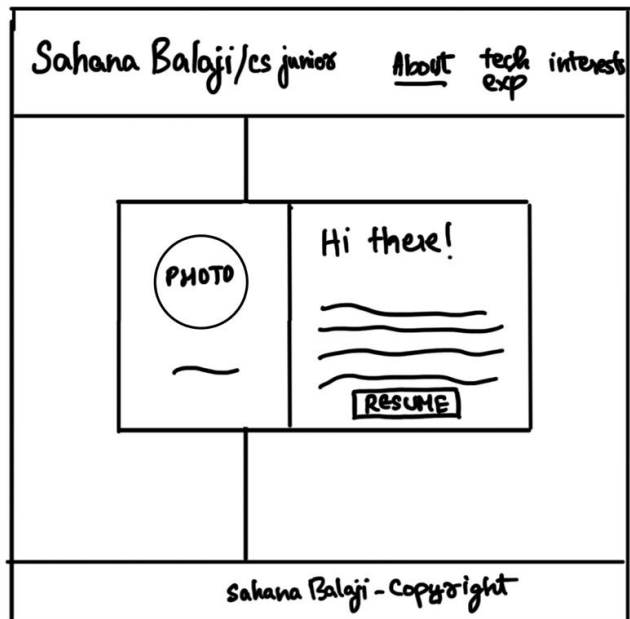 Sahana Balaji/cs junior About tech exp interests
PHOTO
Hi there!
RESUME
Sahana Balaji - Copyright